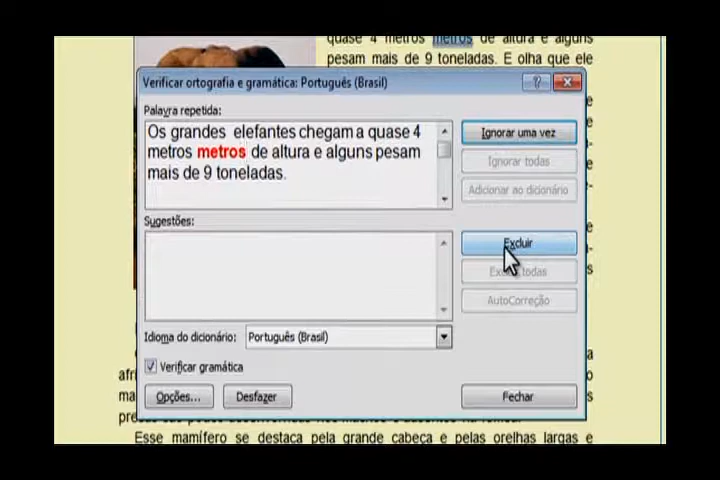 quase 4 metros metros de altura e alguns
pesam mais de 9 toneladas. E olha que ele
Verificar ortografia e gramática: Português (Brasil)
Palavra repetida:
Os grandes elefantes chegam a quase 4
metros metros de altura e alguns pesam
mais de 9 toneladas.
Ignorar uma vez
Ignorar todas
Adicionar ao dicionário
Sugestões:
Excluir
Excluir todas
AutoCorreção
Idioma do dicionário: Português (Brasil)
Verificar gramática
Opções... Desfazer Fechar
Esse mamífero se destaca pela grande cabeça e pelas orelhas largas e